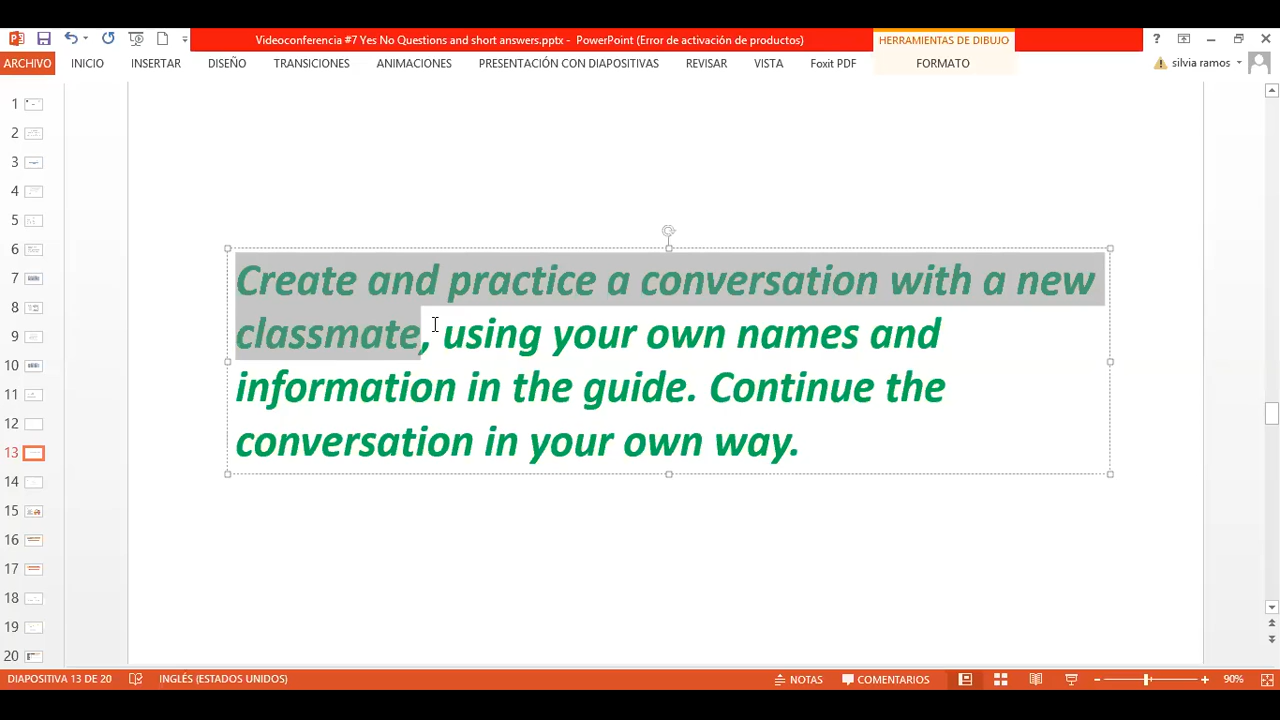 Videoconferencia #7 Yes No Questions and short answers.pptx - PowerPoint (Error de activación de productos)
HERRAMIENTAS DE DIBUJO
?
ARCHIVO INICIO INSERTAR DISEÑO TRANSICIONES ANIMACIONES PRESENTACIÓN CON DIAPOSITIVAS REVISAR VISTA Foxit PDF FORMATO silvia ramos
1
2
3
4
5
6
7
8
9
10
11
12
13
14
15
16
17
18
19
20
Create and practice a conversation with a new
classmate, using your own names and
information in the guide. Continue the
conversation in your own way.
DIAPOSITIVA 13 DE 20 INGLÉS (ESTADOS UNIDOS) NOTAS COMENTARIOS 90%